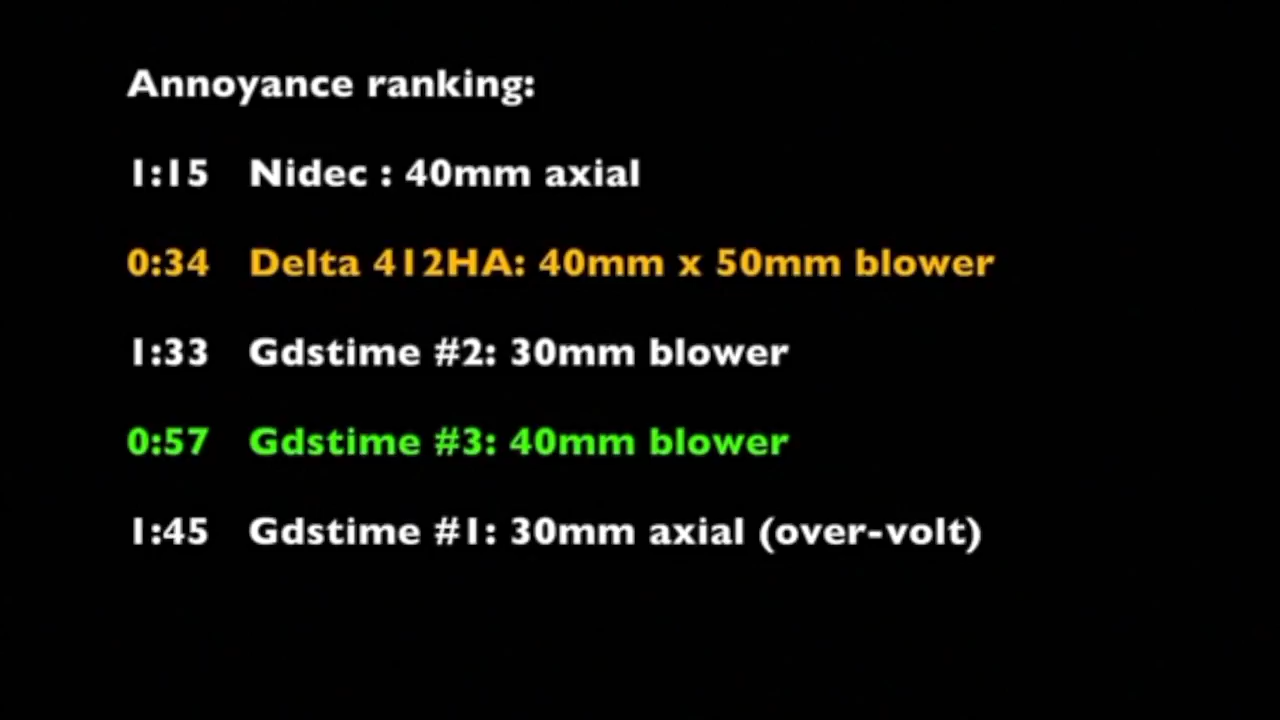 Annoyance ranking:
1:15 Nidec : 40mm axial
0:34 Delta 412HA: 40mm x 50mm blower
1:33 Gdstime #2: 30mm blower
0:57 Gdstime #3: 40mm blower
1:45 Gdstime #1: 30mm axial (over-volt)